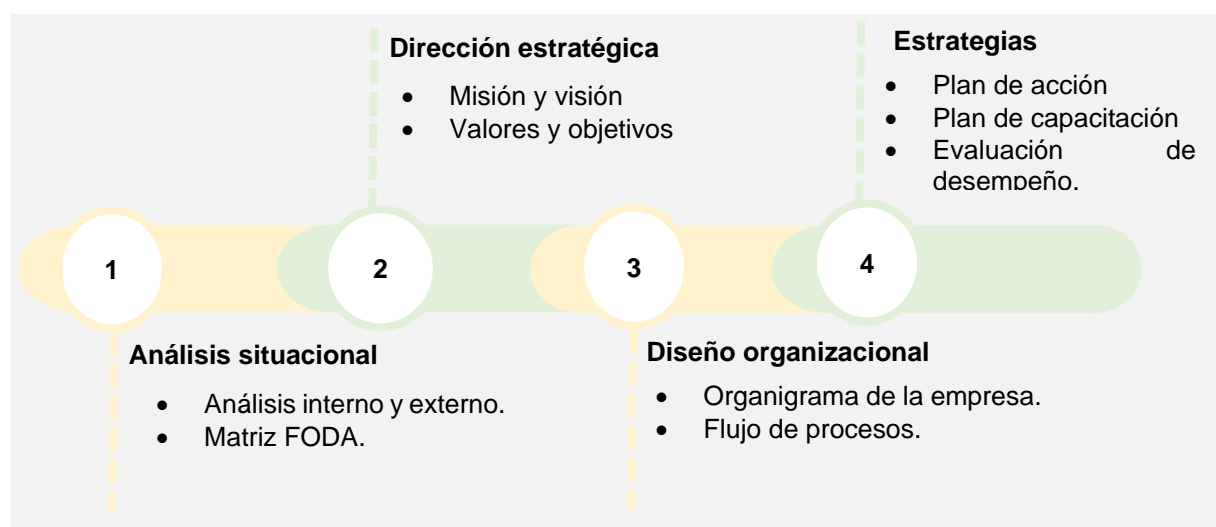 1
Análisis situacional
• Análisis interno y externo.
• Matriz FODA.
2
Dirección estratégica
• Misión y visión
• Valores y objetivos
3
Diseño organizacional
• Organigrama de la empresa.
• Flujo de procesos.
4
Estrategias
• Plan de acción
• Plan de capacitación
• Evaluación de
desempeño.